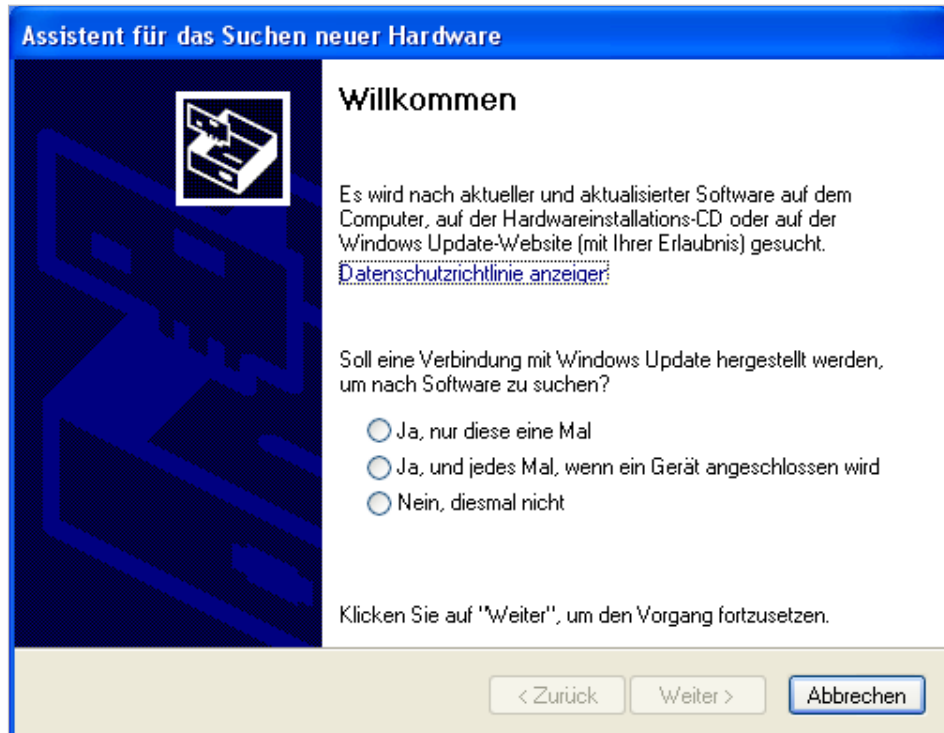 Assistent für das Suchen neuer Hardware
Willkommen
Es wird nach aktueller und aktualisierter Software auf dem
Computer, auf der Hardwareinstallations-CD oder auf der
Windows Update-Website (mit Ihrer Erlaubnis) gesucht.
Datenschutzrichtlinie anzeigen
Soll eine Verbindung mit Windows Update hergestellt werden,
um nach Software zu suchen?
Ja, nur diese eine Mal
Ja, und jedes Mal, wenn ein Gerät angeschlossen wird
Nein, diesmal nicht
Klicken Sie auf "Weiter", um den Vorgang fortzusetzen.
< Zurück Weiter > Abbrechen